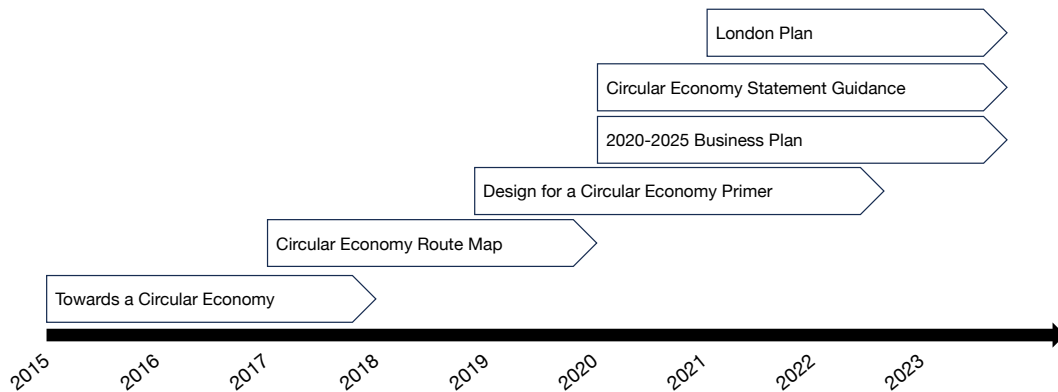 London Plan
Circular Economy Statement Guidance
2020-2025 Business Plan
Design for a Circular Economy Primer
Circular Economy Route Map
Towards a Circular Economy
2015 2016 2017 2018 2019 2020 2021 2022 2023